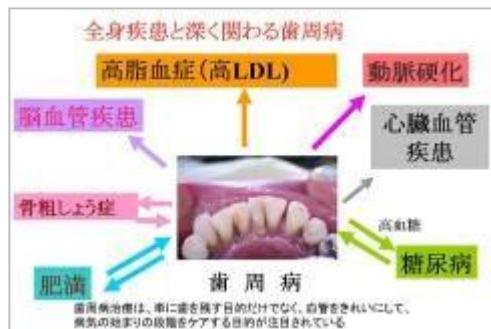 全身疾患と深く関わる歯周病
高脂血症(高LDL)
動脈硬化
脳血管疾患
心臓血管
疾患
骨粗しょう症
高血糖
肥満
糖尿病
歯周病
歯周病治療は、単に歯を残す目的だけでなく、血管をきれいにして、
病気の始まりの段階をケアする目的が注目されている。